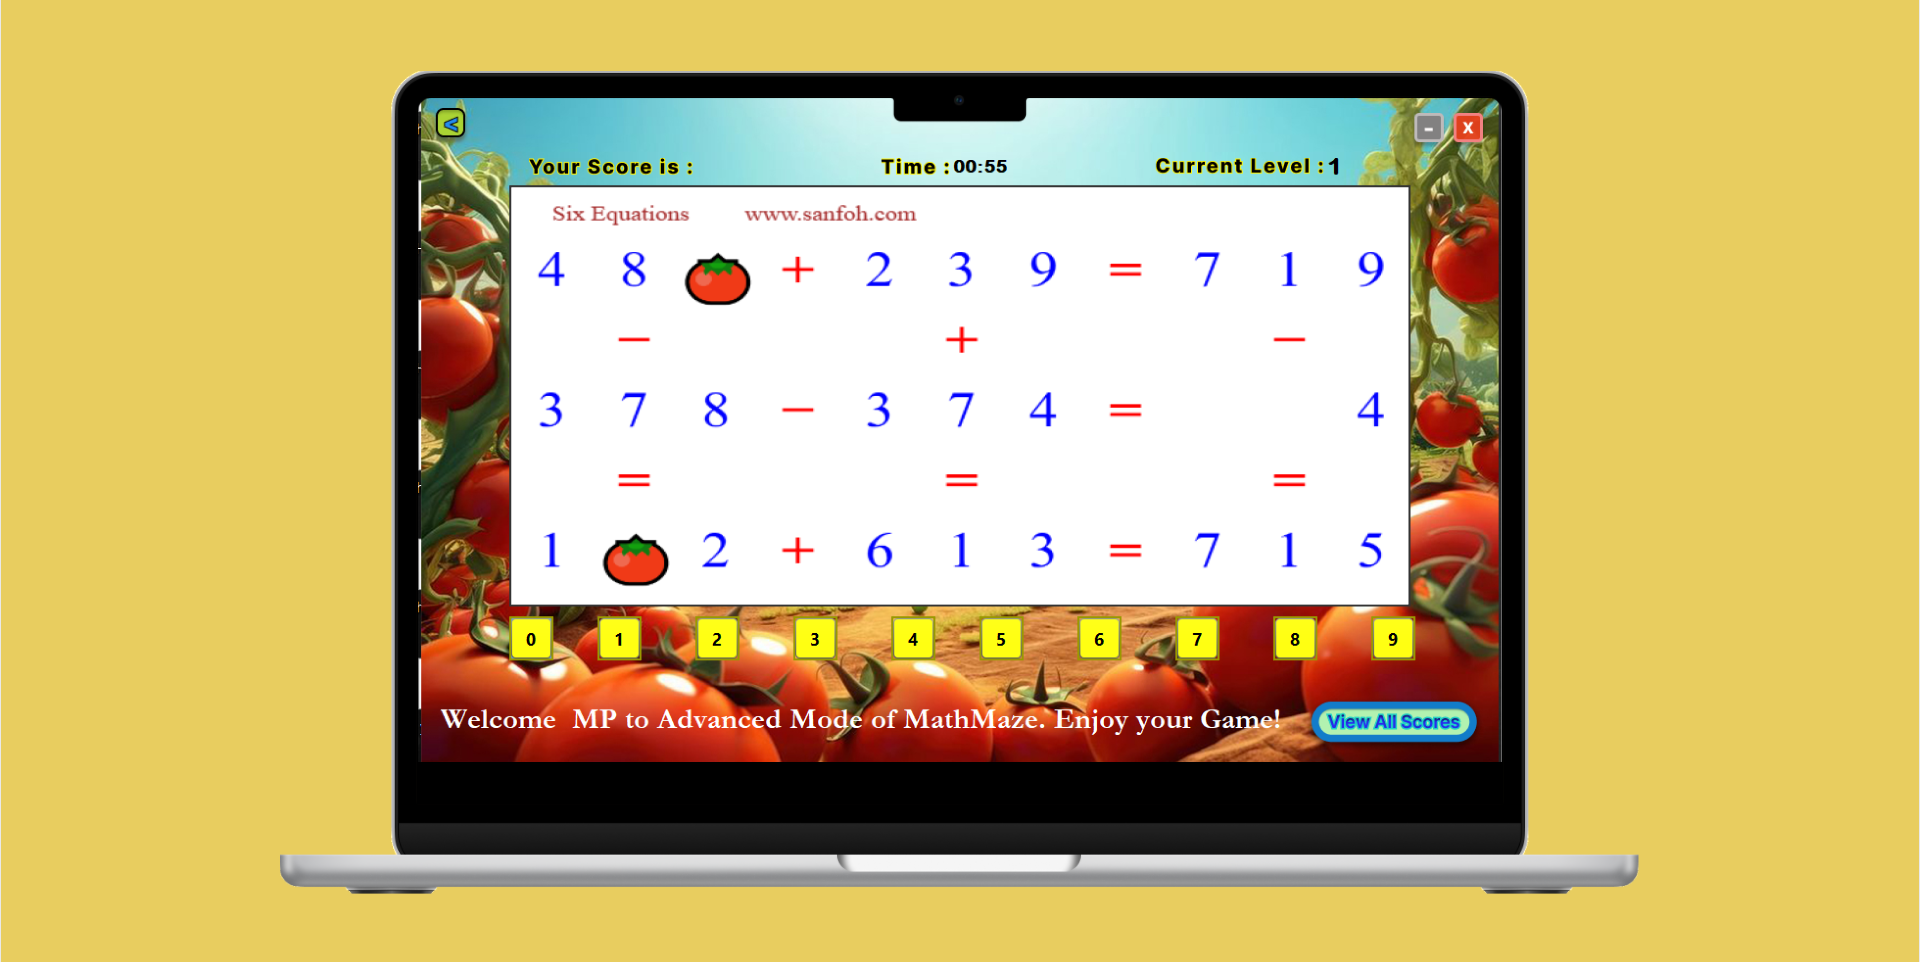 <
- X
Your Score is : Time : 00:55 Current Level : 1
Six Equations www.sanfoh.com
4 8 + 2 3 9 = 7 1 9
− + −
3 7 8 − 3 7 4 = 4
= = =
1 2 + 6 1 3 = 7 1 5
0 1 2 3 4 5 6 7 8 9
Welcome MP to Advanced Mode of MathMaze. Enjoy your Game!
View All Scores